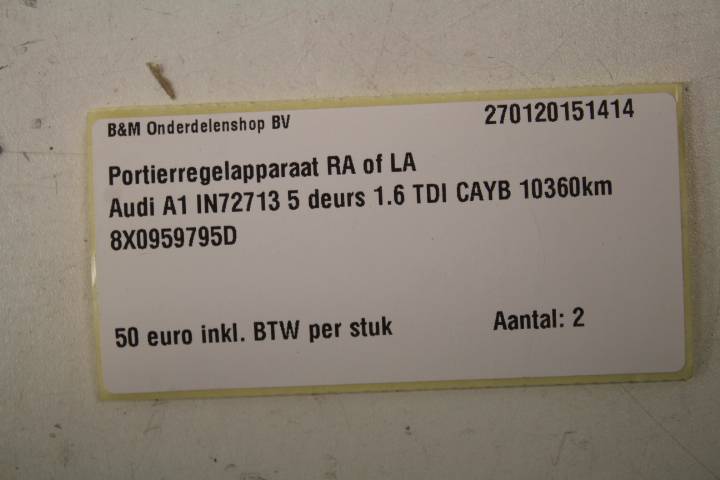 B&M Onderdelenshop BV 270120151414
Portierregelapparaat RA of LA
Audi A1 IN72713 5 deurs 1.6 TDI CAYB 10360km
8X0959795D
50 euro inkl. BTW per stuk Aantal: 2